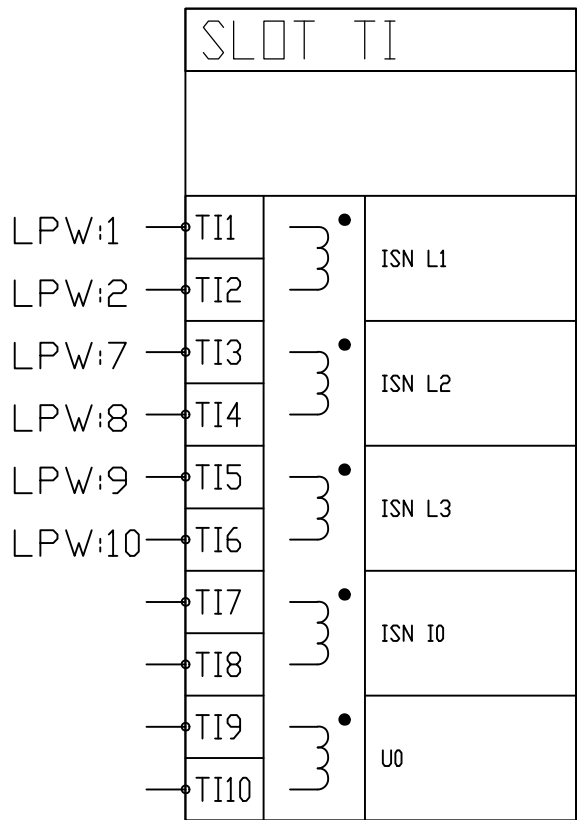 SLOT TI
LPW:1 TI1
ISN L1
LPW:2 TI2
LPW:7 TI3
ISN L2
LPW:8 TI4
LPW:9 TI5
ISN L3
LPW:10 TI6
TI7
ISN I0
TI8
TI9
U0
TI10